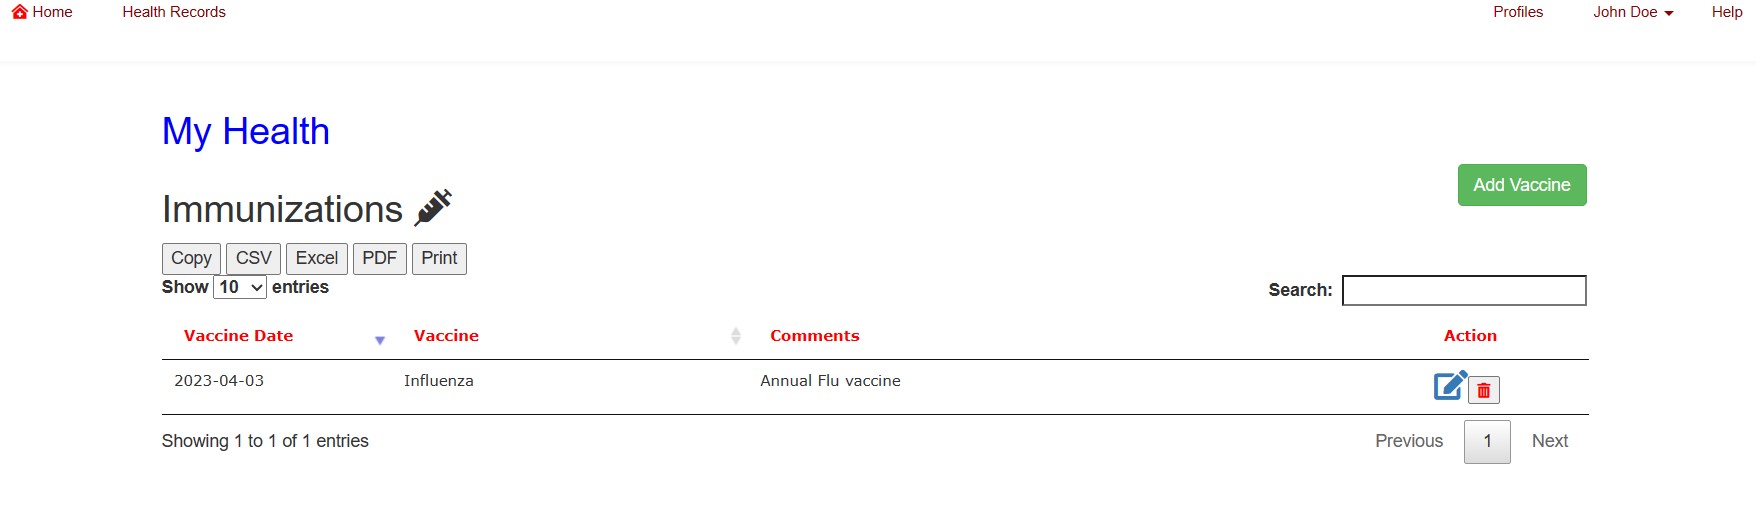 Home Health Records Profiles John Doe Help
My Health
Add Vaccine
Immunizations
Copy CSV Excel PDF Print
Show 10 entries Search:
Vaccine Date Vaccine Comments Action
2023-04-03 Influenza Annual Flu vaccine
Showing 1 to 1 of 1 entries Previous 1 Next